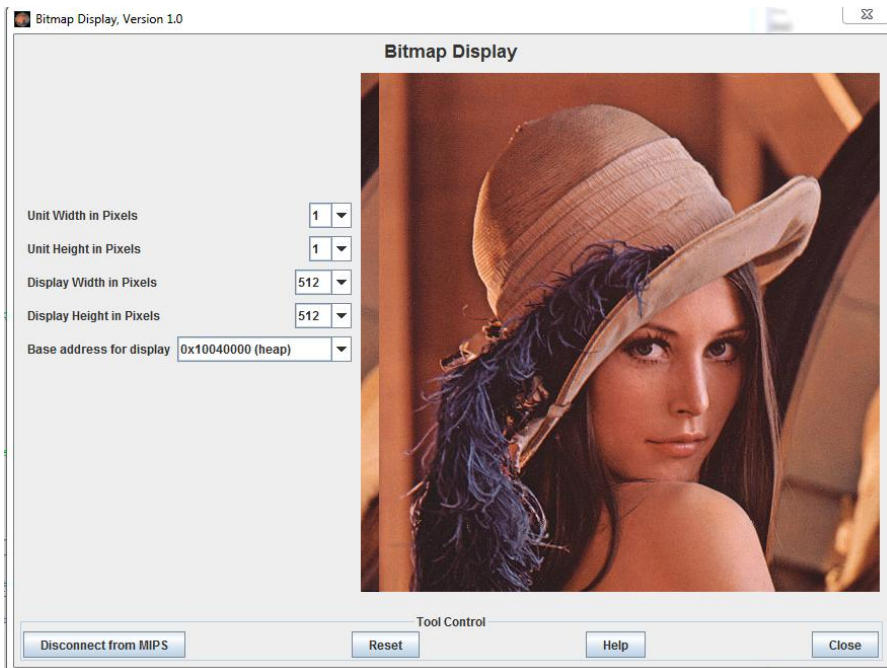 Bitmap Display, Version 1.0
Bitmap Display
Unit Width in Pixels 1
Unit Height in Pixels 1
Display Width in Pixels 512
Display Height in Pixels 512
Base address for display 0x10040000 (heap)
Tool Control
Disconnect from MIPS Reset Help Close